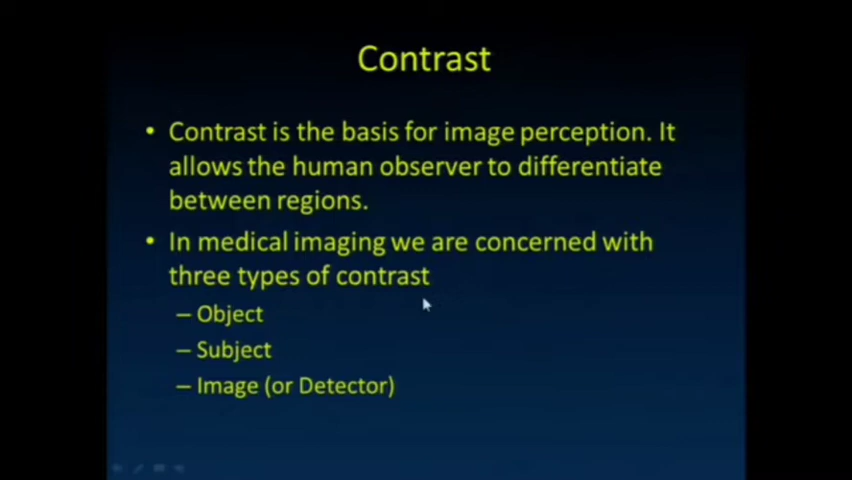 Contrast
• Contrast is the basis for image perception. It
allows the human observer to differentiate
between regions.
• In medical imaging we are concerned with
three types of contrast
– Object
– Subject
– Image (or Detector)